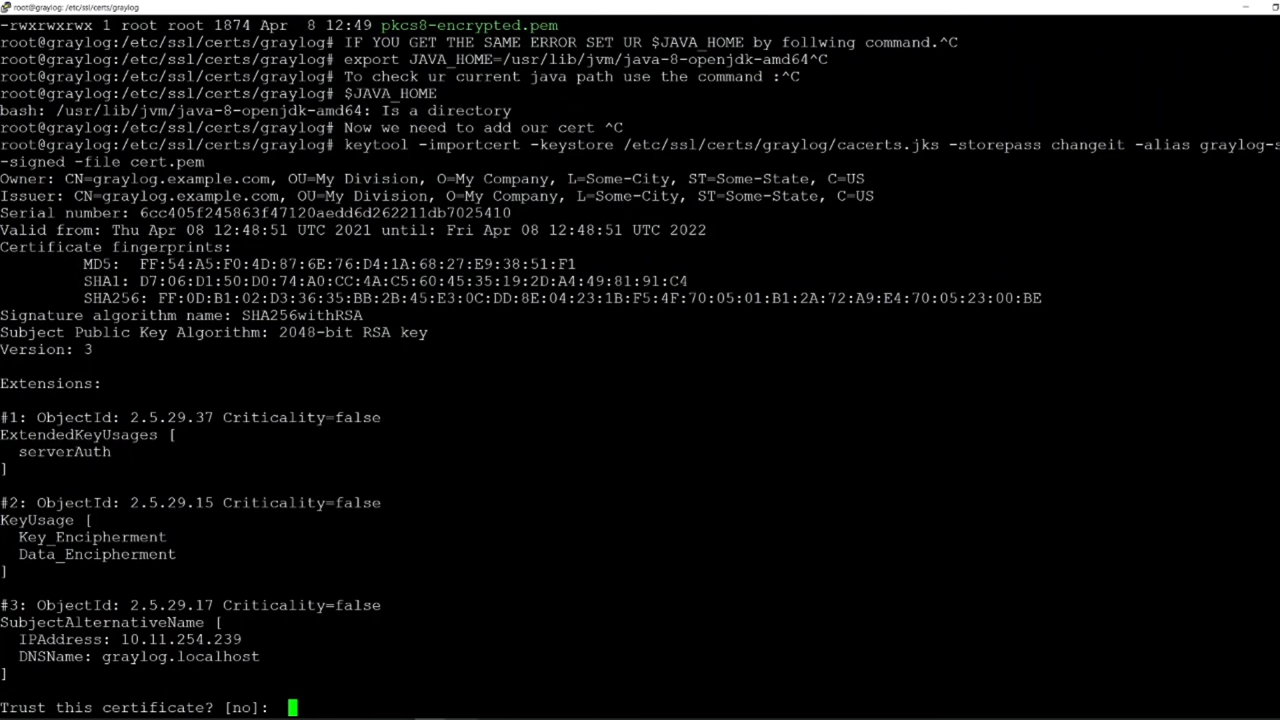 root@graylog: /etc/ssl/certs/graylog
-rwxrwxrwx 1 root root 1874 Apr  8 12:49 pkcs8-encrypted.pem
root@graylog:/etc/ssl/certs/graylog# IF YOU GET THE SAME ERROR SET UR $JAVA_HOME by follwing command.^C
root@graylog:/etc/ssl/certs/graylog# export JAVA_HOME=/usr/lib/jvm/java-8-openjdk-amd64^C
root@graylog:/etc/ssl/certs/graylog# To check ur current java path use the command :^C
root@graylog:/etc/ssl/certs/graylog# $JAVA_HOME
bash: /usr/lib/jvm/java-8-openjdk-amd64: Is a directory
root@graylog:/etc/ssl/certs/graylog# Now we need to add our cert ^C
root@graylog:/etc/ssl/certs/graylog# keytool -importcert -keystore /etc/ssl/certs/graylog/cacerts.jks -storepass changeit -alias graylog-s
-signed -file cert.pem
Owner: CN=graylog.example.com, OU=My Division, O=My Company, L=Some-City, ST=Some-State, C=US
Issuer: CN=graylog.example.com, OU=My Division, O=My Company, L=Some-City, ST=Some-State, C=US
Serial number: 6cc405f245863f47120aedd6d262211db7025410
Valid from: Thu Apr 08 12:48:51 UTC 2021 until: Fri Apr 08 12:48:51 UTC 2022
Certificate fingerprints:
MD5:  FF:54:A5:F0:4D:87:6E:76:D4:1A:68:27:E9:38:51:F1
SHA1: D7:06:D1:50:D0:74:A0:CC:4A:C5:60:45:35:19:2D:A4:49:81:91:C4
SHA256: FF:0D:B1:02:D3:36:35:BB:2B:45:E3:0C:DD:8E:04:23:1B:F5:4F:70:05:01:B1:2A:72:A9:E4:70:05:23:00:BE
Signature algorithm name: SHA256withRSA
Subject Public Key Algorithm: 2048-bit RSA key
Version: 3
Extensions:
#1: ObjectId: 2.5.29.37 Criticality=false
ExtendedKeyUsages [
serverAuth
]
#2: ObjectId: 2.5.29.15 Criticality=false
KeyUsage [
Key_Encipherment
Data_Encipherment
]
#3: ObjectId: 2.5.29.17 Criticality=false
SubjectAlternativeName [
IPAddress: 10.11.254.239
DNSName: graylog.localhost
]
Trust this certificate? [no]: